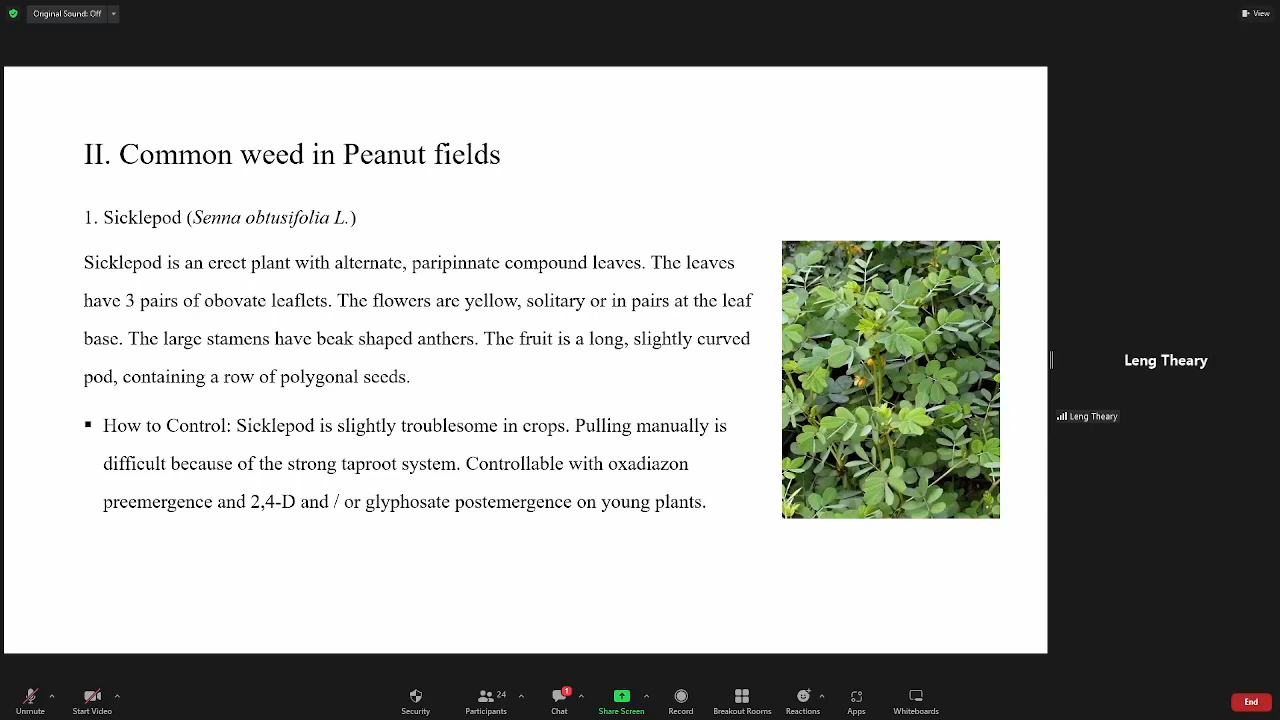 Original Sound: Off
View
II. Common weed in Peanut fields
1. Sicklepod (Senna obtusifolia L.)
Sicklepod is an erect plant with alternate, paripinnate compound leaves. The leaves
have 3 pairs of obovate leaflets. The flowers are yellow, solitary or in pairs at the leaf
base. The large stamens have beak shaped anthers. The fruit is a long, slightly curved
pod, containing a row of polygonal seeds.
▪ How to Control: Sicklepod is slightly troublesome in crops. Pulling manually is
difficult because of the strong taproot system. Controllable with oxadiazon
preemergence and 2,4-D and / or glyphosate postemergence on young plants.
Leng Theary
Leng Theary
Unmute
Start Video
Security
Participants 24
Chat 1
Share Screen
Record
Breakout Rooms
Reactions
Apps
Whiteboards
End